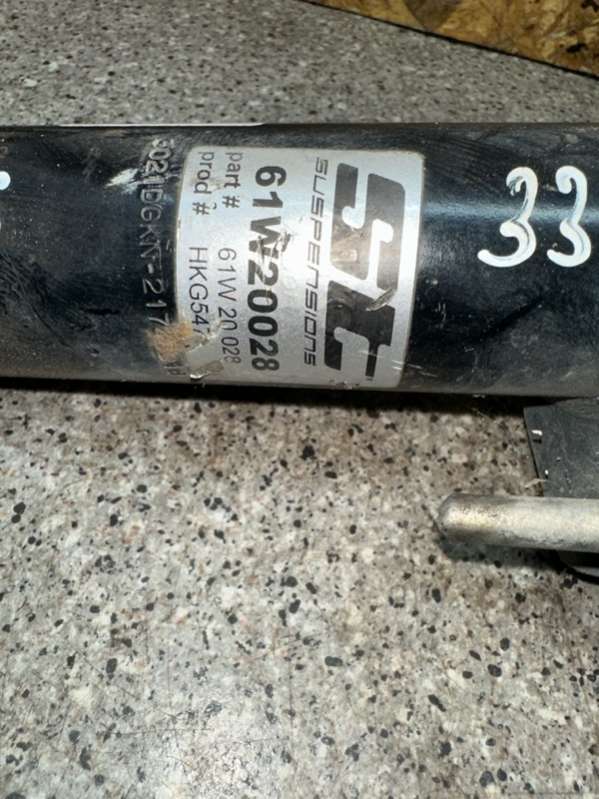 ST
SUSPENSIONS
61W20028
part # 61W 20 028
prod #
33